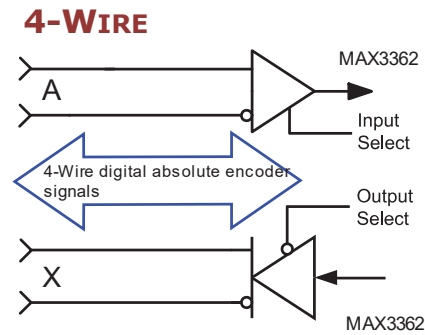 4-WIRE
MAX3362
A
Input
Select
4-Wire digital absolute encoder
signals
Output
Select
X
MAX3362